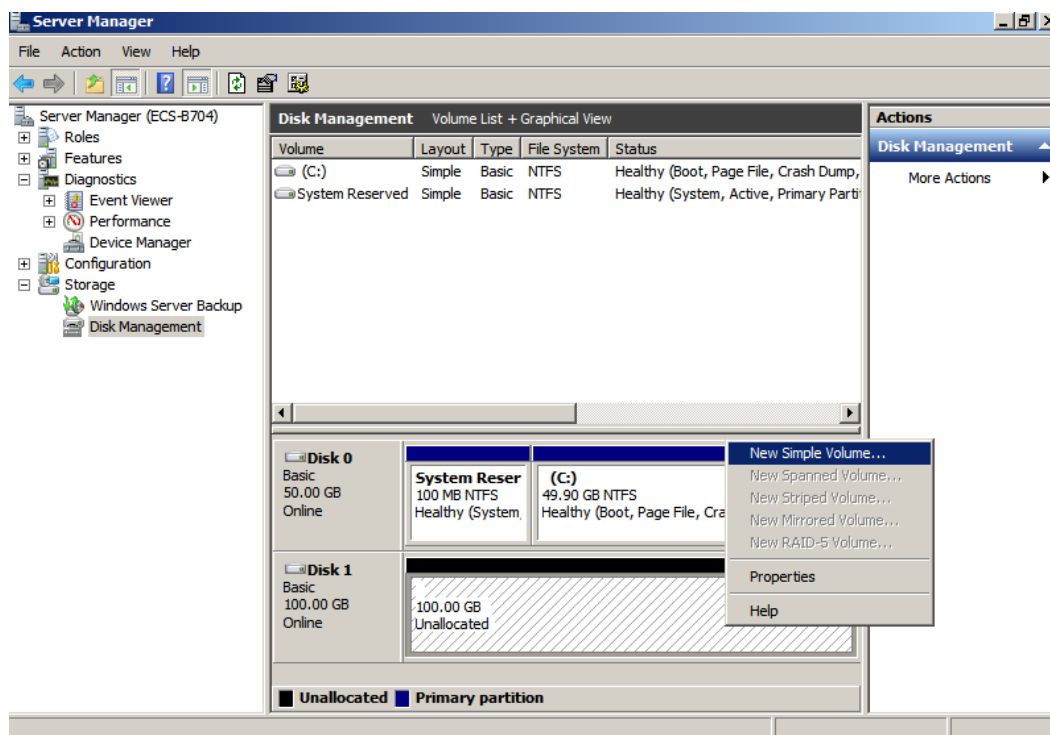 Server Manager
File Action View Help
Server Manager (ECS-B704)
Roles
Features
Diagnostics
Event Viewer
Performance
Device Manager
Configuration
Storage
Windows Server Backup
Disk Management
Disk Management Volume List + Graphical View
Volume Layout Type File System Status
(C:) Simple Basic NTFS Healthy (Boot, Page File, Crash Dump,
System Reserved Simple Basic NTFS Healthy (System, Active, Primary Parti
Disk 0
Basic
50.00 GB
Online
System Reser
100 MB NTFS
Healthy (System,
(C:)
49.90 GB NTFS
Healthy (Boot, Page File, Cra
Disk 1
Basic
100.00 GB
Online
100.00 GB
Unallocated
New Simple Volume...
New Spanned Volume...
New Striped Volume...
New Mirrored Volume...
New RAID-5 Volume...
Properties
Help
Unallocated Primary partition
Actions
Disk Management
More Actions